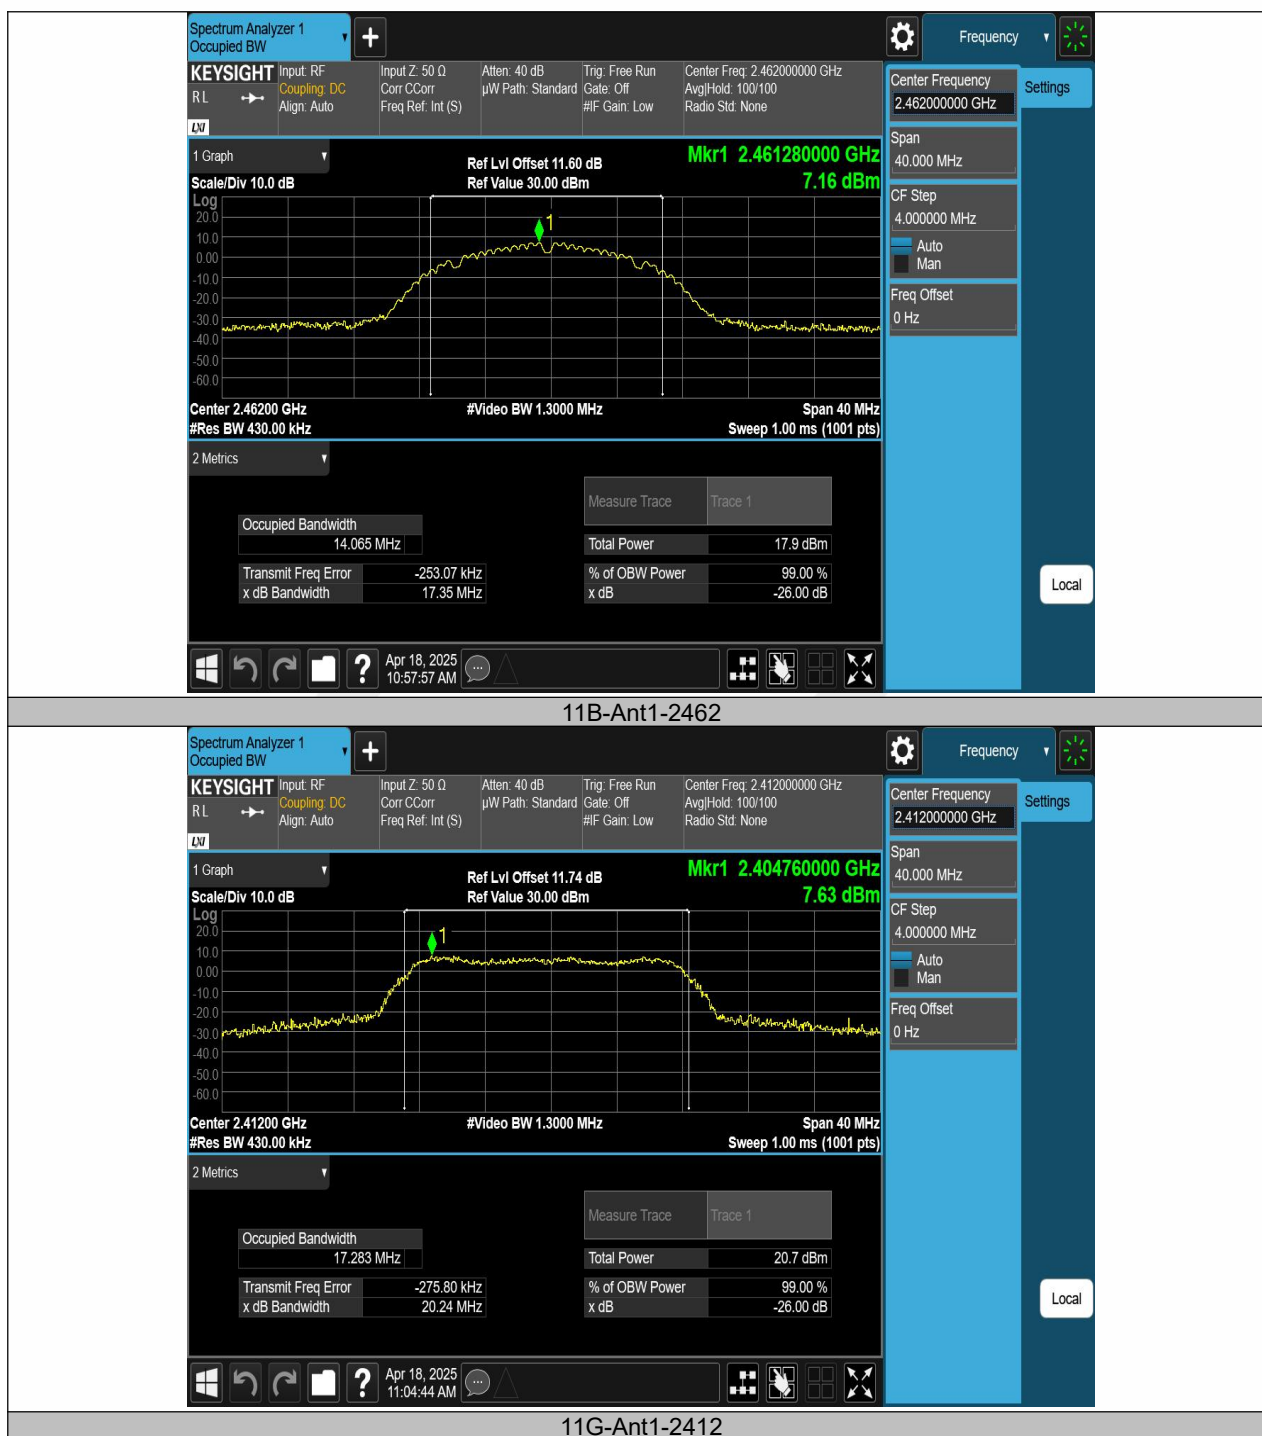 Spectrum Analyzer 1
Occupied BW
+
Frequency
KEYSIGHT
RL
LXI
Input: RF
Coupling: DC
Align: Auto
Input Z: 50 Ω
Corr CCorr
Freq Ref: Int (S)
Atten: 40 dB
µW Path: Standard
Trig: Free Run
Gate: Off
#IF Gain: Low
Center Freq: 2.462000000 GHz
Avg|Hold: 100/100
Radio Std: None
Center Frequency
2.462000000 GHz
Settings
Span
40.000 MHz
CF Step
4.000000 MHz
Auto
Man
Freq Offset
0 Hz
Local
1 Graph
Ref Lvl Offset 11.60 dB
Mkr1 2.461280000 GHz
Scale/Div 10.0 dB
Ref Value 30.00 dBm
7.16 dBm
Log
1
20.0
10.0
0.00
-10.0
-20.0
-30.0
-40.0
-50.0
-60.0
Center 2.46200 GHz
#Video BW 1.3000 MHz
Span 40 MHz
#Res BW 430.00 kHz
Sweep 1.00 ms (1001 pts)
2 Metrics
Measure Trace
Trace 1
Occupied Bandwidth
14.065 MHz
Total Power
17.9 dBm
Transmit Freq Error
-253.07 kHz
% of OBW Power
99.00 %
x dB Bandwidth
17.35 MHz
x dB
-26.00 dB
?
Apr 18, 2025
10:57:57 AM
11B-Ant1-2462
Spectrum Analyzer 1
Occupied BW
+
Frequency
KEYSIGHT
RL
LXI
Input: RF
Coupling: DC
Align: Auto
Input Z: 50 Ω
Corr CCorr
Freq Ref: Int (S)
Atten: 40 dB
µW Path: Standard
Trig: Free Run
Gate: Off
#IF Gain: Low
Center Freq: 2.412000000 GHz
Avg|Hold: 100/100
Radio Std: None
Center Frequency
2.412000000 GHz
Settings
Span
40.000 MHz
CF Step
4.000000 MHz
Auto
Man
Freq Offset
0 Hz
Local
1 Graph
Ref Lvl Offset 11.74 dB
Mkr1 2.404760000 GHz
Scale/Div 10.0 dB
Ref Value 30.00 dBm
7.63 dBm
Log
1
20.0
10.0
0.00
-10.0
-20.0
-30.0
-40.0
-50.0
-60.0
Center 2.41200 GHz
#Video BW 1.3000 MHz
Span 40 MHz
#Res BW 430.00 kHz
Sweep 1.00 ms (1001 pts)
2 Metrics
Measure Trace
Trace 1
Occupied Bandwidth
17.283 MHz
Total Power
20.7 dBm
Transmit Freq Error
-275.80 kHz
% of OBW Power
99.00 %
x dB Bandwidth
20.24 MHz
x dB
-26.00 dB
?
Apr 18, 2025
11:04:44 AM
11G-Ant1-2412